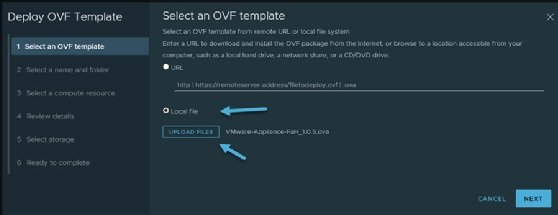 Deploy OVF Template
1 Select an OVF template
2 Select a name and folder
3 Select a compute resource
4 Review details
5 Select storage
6 Ready to complete
Select an OVF template
Select an OVF template from remote URL or local file system
Enter a URL to download and install the OVF package from the Internet, or browse to a location accessible from your
computer, such as a local hard drive, a network share, or a CD/DVD drive.
URL
http | https://remoteserver-address/filetodeploy.ovf | .ova
Local file
UPLOAD FILES VMware-Appliance-FaH_1.0.5.ova
CANCEL NEXT